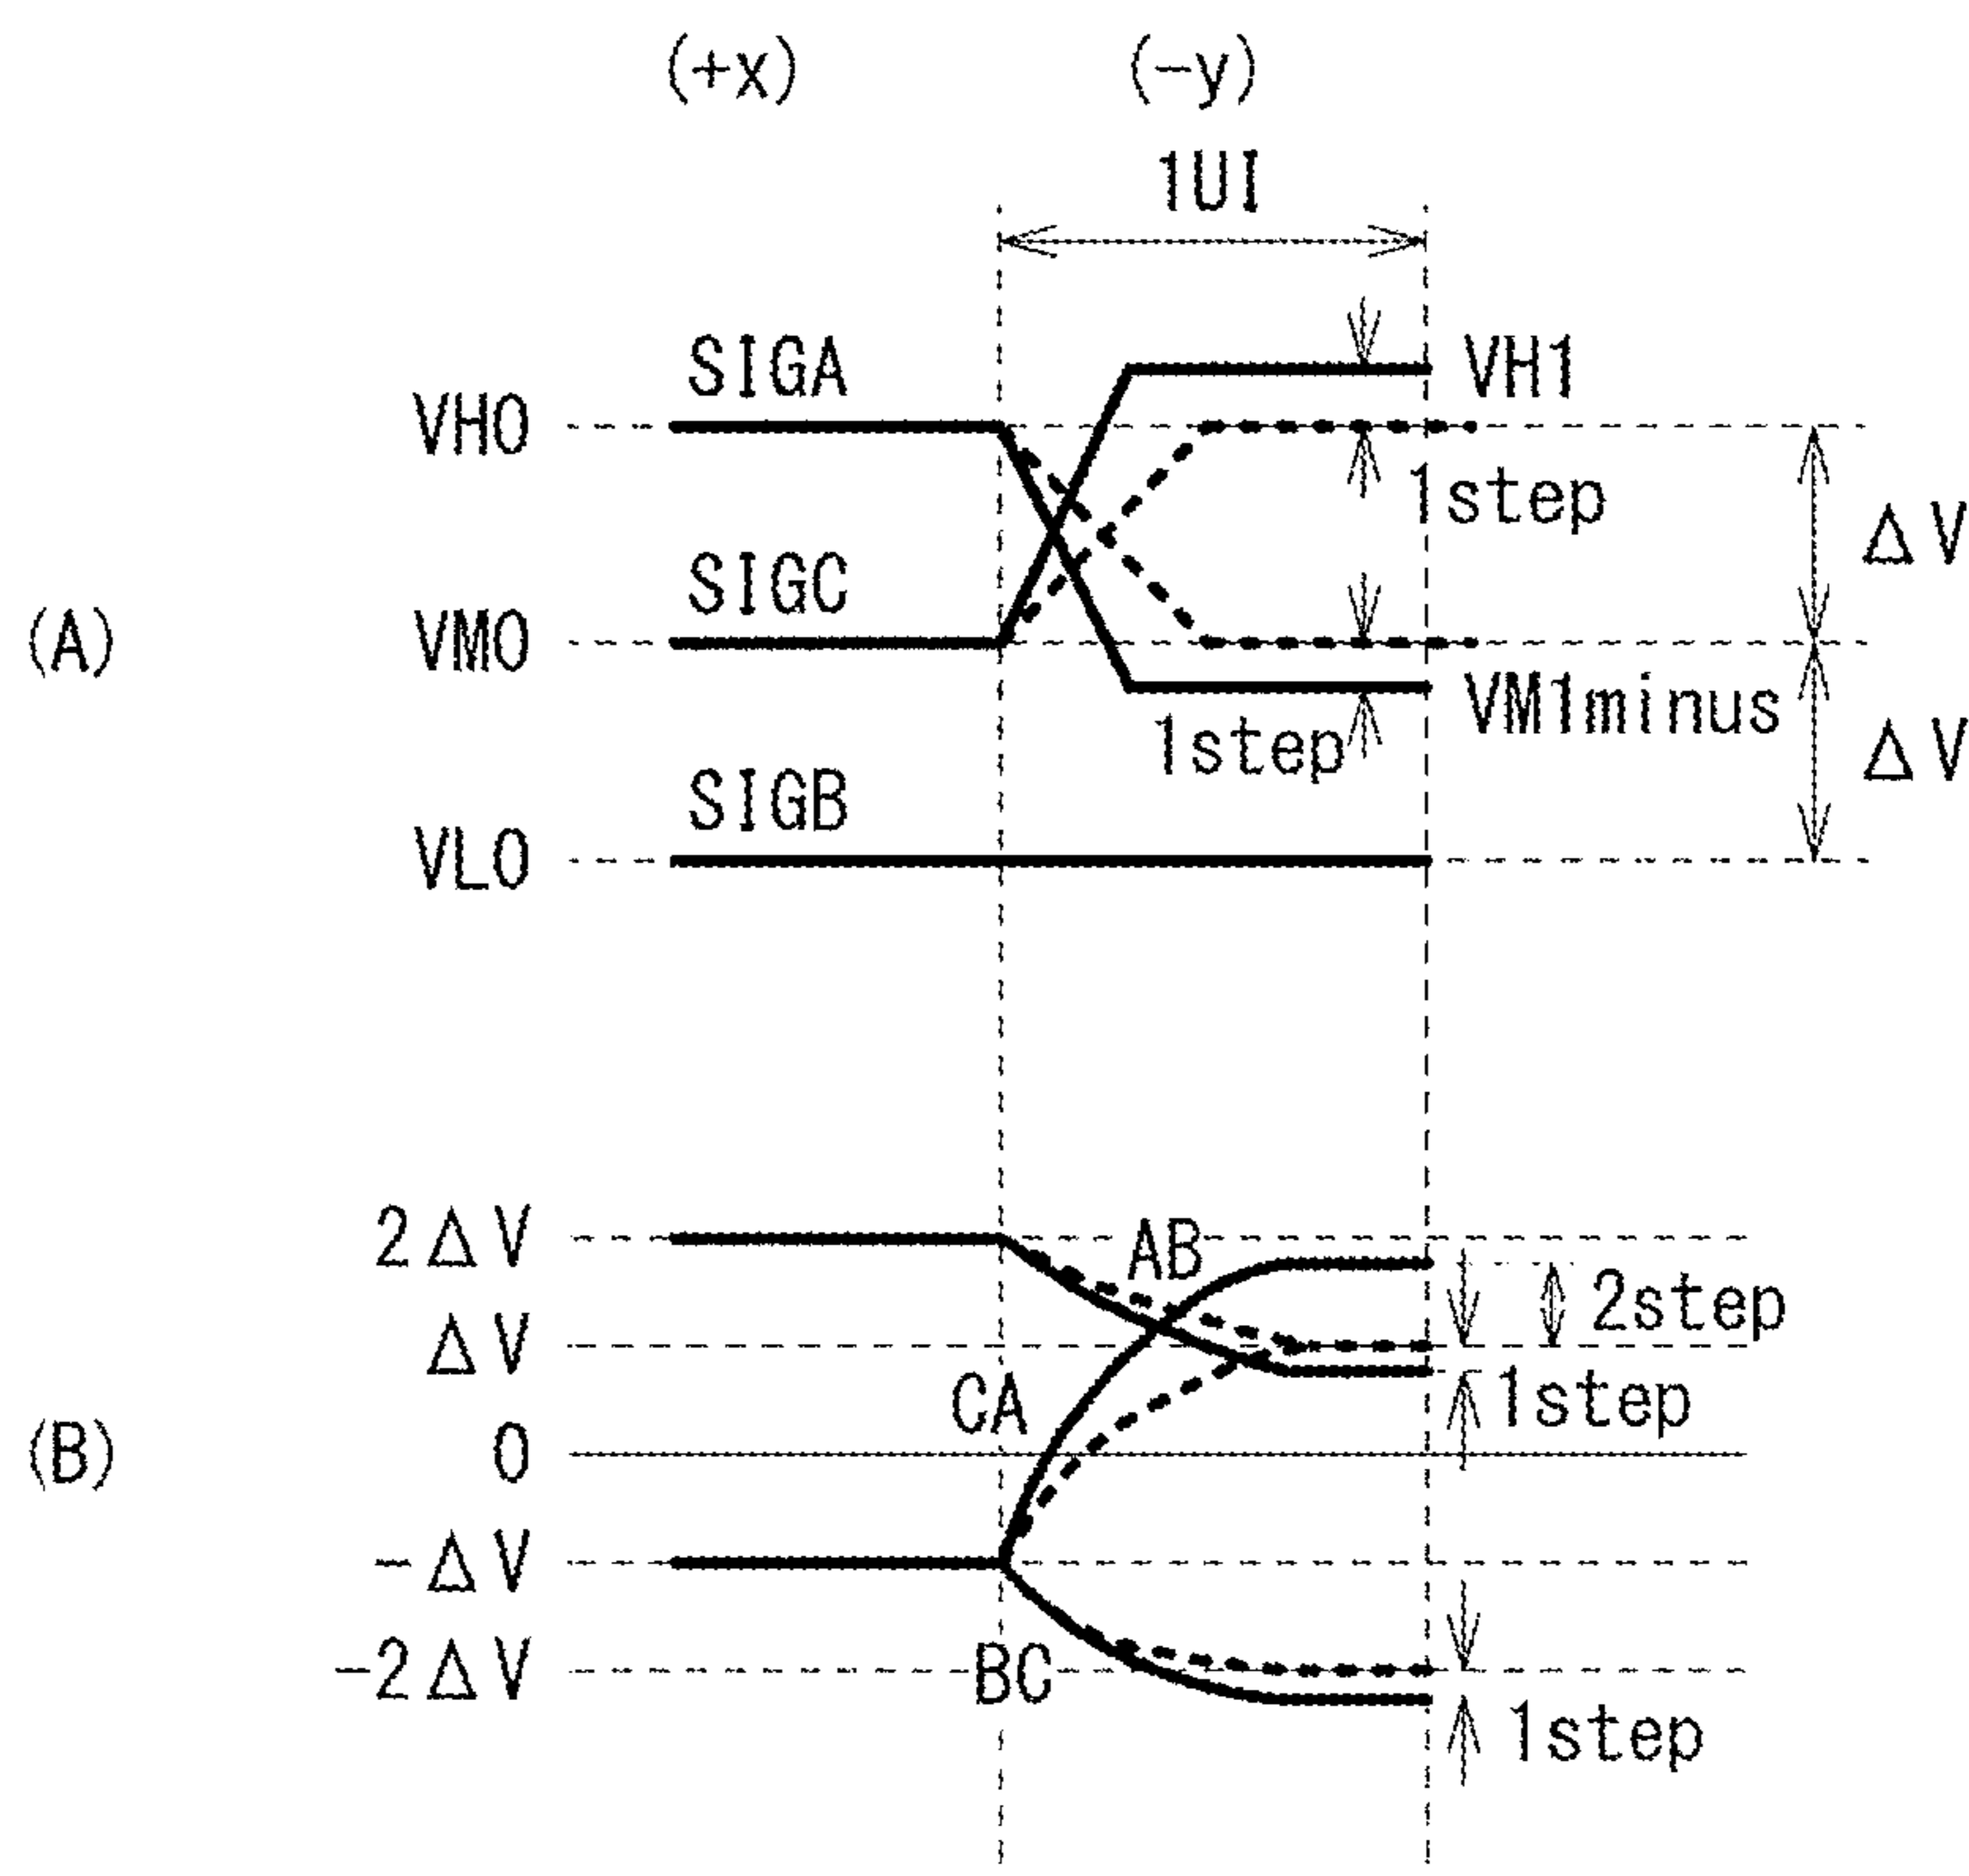 (+x) (-y)
1UI
SIGA VH1
VH0
1step
ΔV
SIGC
(A) VM0
VM1minus
1step ΔV
SIGB
VL0
2ΔV AB
2step
ΔV
CA 1step
(B) 0
-ΔV
-2ΔV BC
1step